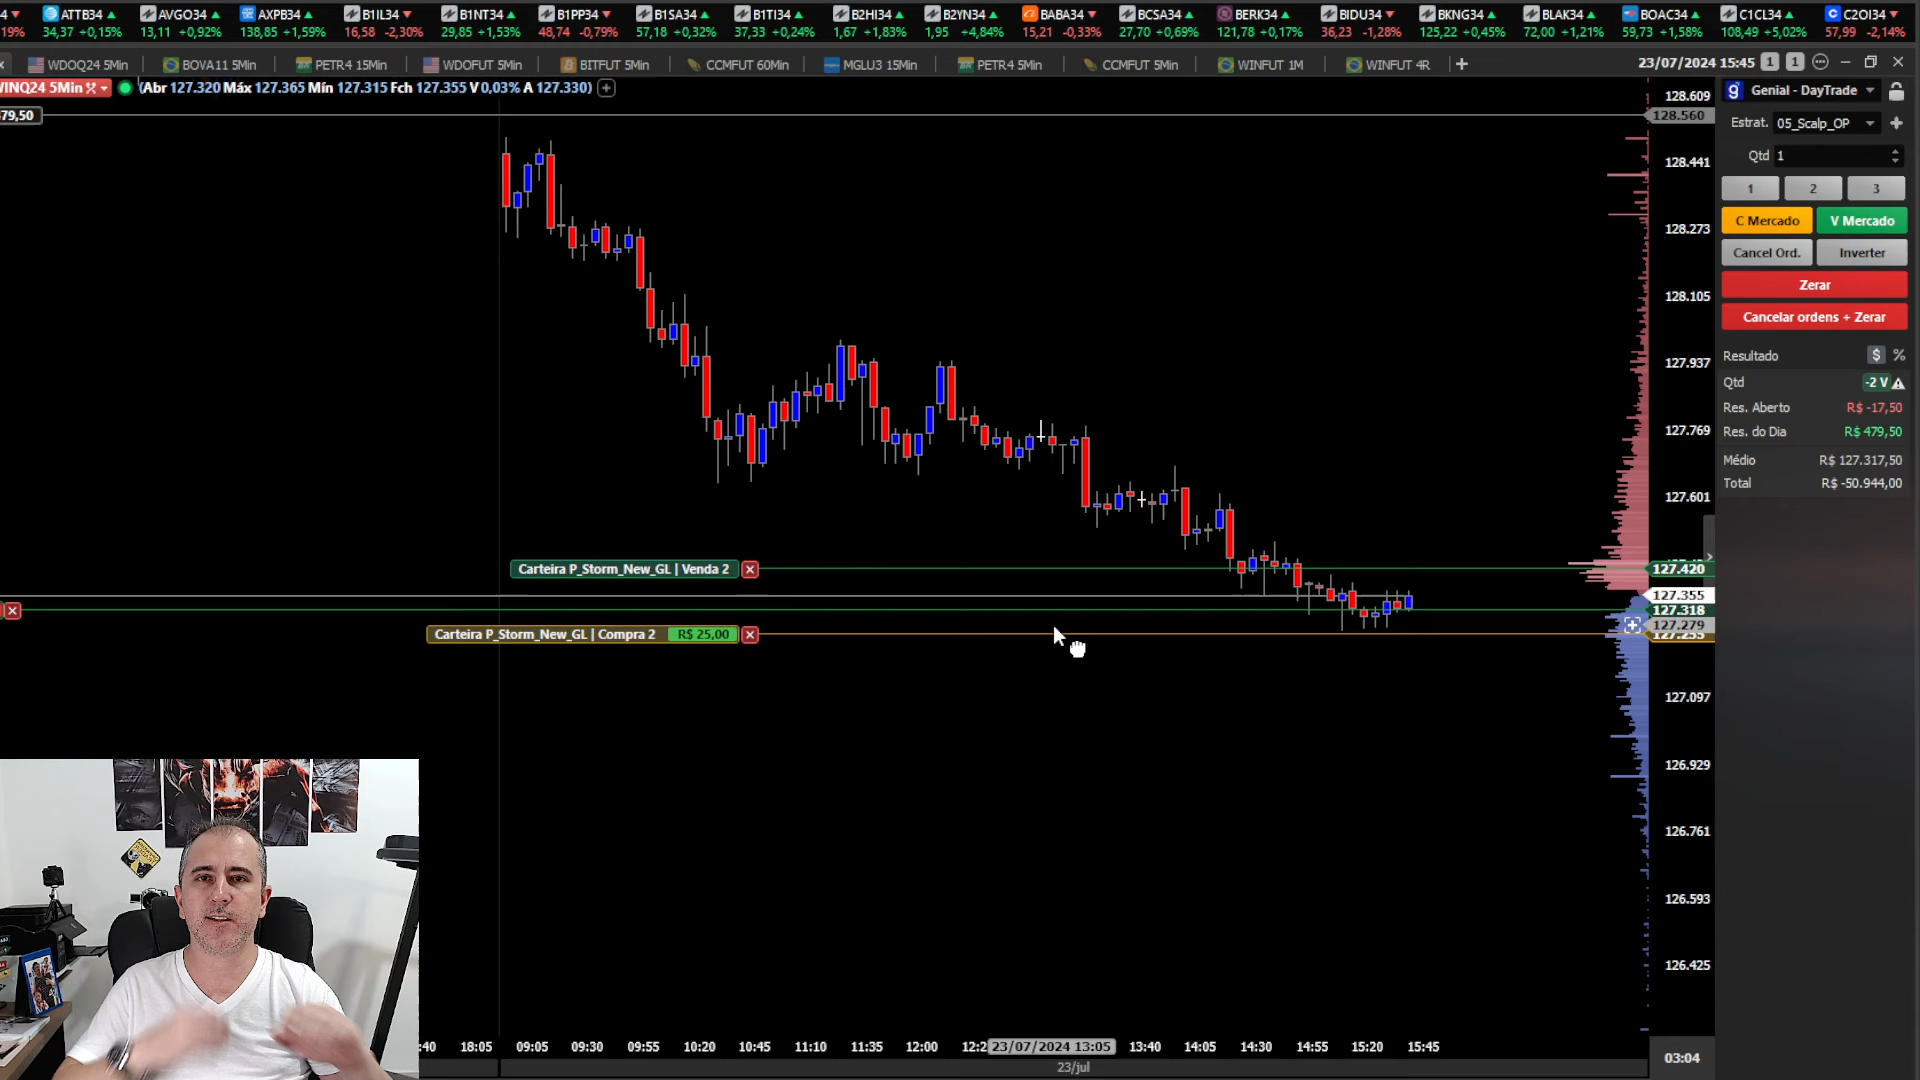 4 ATTB34 AVGO34 AXPB34 B1IL34 B1NT34 B1PP34 B1SA34 B1TI34 B2HI34 B2YN34 BABA34 BCSA34 BERK34 BIDU34 BKNG34 BLAK34 BOAC34 C1CL34 C2OI34
19% 34,37 +0,15% 13,11 +0,92% 138,85 +1,59% 16,58 -2,30% 29,85 +1,53% 48,74 -0,79% 57,18 +0,32% 37,33 +0,24% 1,67 +1,83% 1,95 +4,84% 15,21 -0,33% 27,70 +0,69% 121,78 +0,17% 36,23 -1,28% 125,22 +0,45% 72,00 +1,21% 59,73 +1,58% 108,49 +5,02% 57,99 -2,14%
WDOQ24 5Min BOVA11 5Min PETR4 15Min WDOFUT 5Min BITFUT 5Min CCMFUT 60Min MGLU3 15Min PETR4 5Min CCMFUT 5Min WINFUT 1M WINFUT 4R 23/07/2024 15:45 1 1
WINQ24 5Min (Abr 127.320 Máx 127.365 Mín 127.315 Fch 127.355 V 0,03% A 127.330)
Genial - DayTrade
Estrat. 05_Scalp_OP
Qtd 1
1 2 3
C Mercado V Mercado
Cancel Ord. Inverter
Zerar
Cancelar ordens + Zerar
Resultado $ %
Qtd -2 V
Res. Aberto R$ -17,50
Res. do Dia R$ 479,50
Médio R$ 127.317,50
Total R$ -50.944,00
479,50
128.609
128.560
128.441
128.273
128.105
127.937
127.769
127.601
127.420
127.355
127.318
127.279
127.255
127.097
126.929
126.761
126.593
126.425
Carteira P_Storm_New_GL | Venda 2
Carteira P_Storm_New_GL | Compra 2 R$ 25,00
:40 18:05 09:05 09:30 09:55 10:20 10:45 11:10 11:35 12:00 12:2 23/07/2024 13:05 13:40 14:05 14:30 14:55 15:20 15:45
23/jul
03:04